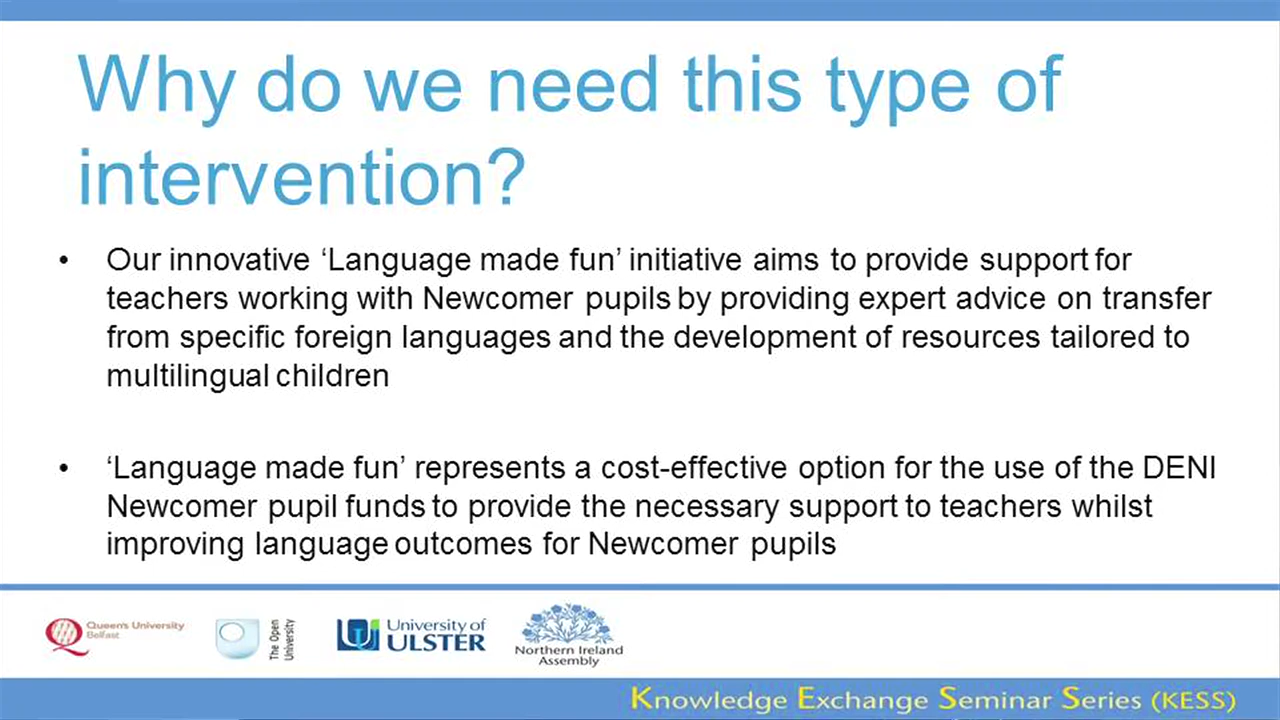 Why do we need this type of
intervention?
• Our innovative ‘Language made fun’ initiative aims to provide support for
teachers working with Newcomer pupils by providing expert advice on transfer
from specific foreign languages and the development of resources tailored to
multilingual children
• ‘Language made fun’ represents a cost-effective option for the use of the DENI
Newcomer pupil funds to provide the necessary support to teachers whilst
improving language outcomes for Newcomer pupils
Queen's University
Belfast
The Open
University
University of
ULSTER
Northern Ireland
Assembly
Knowledge Exchange Seminar Series (KESS)